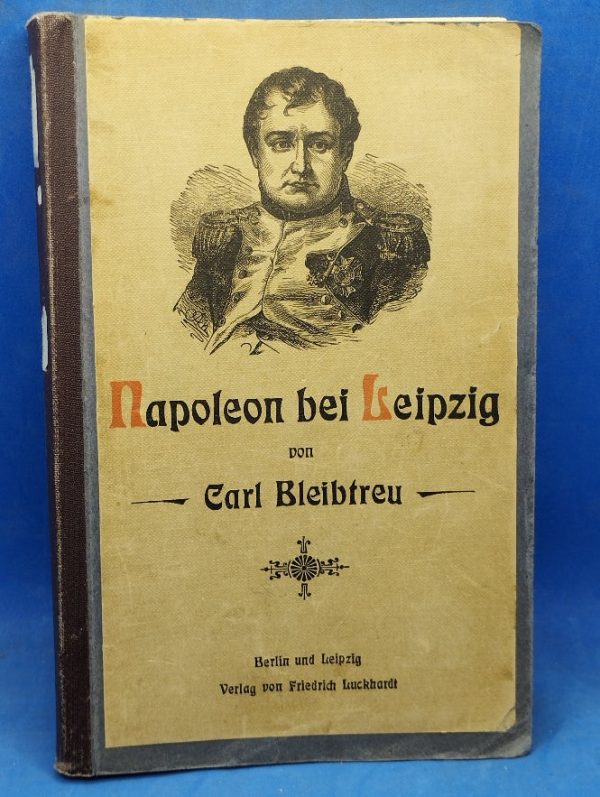 Napoleon bei Leipzig
von
Carl Bleibtreu
Berlin und Leipzig
Verlag von Friedrich Luckhardt